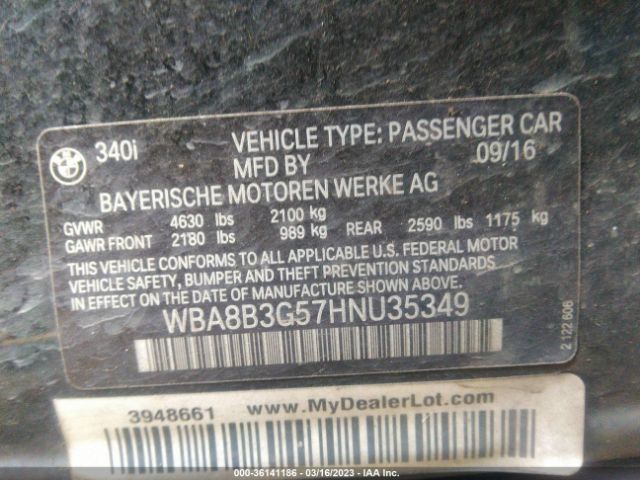 BMW
340i VEHICLE TYPE: PASSENGER CAR
MFD BY 09/16
BAYERISCHE MOTOREN WERKE AG
GVWR 4630 lbs 2100 kg
GAWR FRONT 2180 lbs 989 kg REAR 2590 lbs 1175 kg
THIS VEHICLE CONFORMS TO ALL APPLICABLE U.S. FEDERAL MOTOR
VEHICLE SAFETY, BUMPER AND THEFT PREVENTION STANDARDS IN
EFFECT ON THE DATE OF MANUFACTURE SHOWN ABOVE.
WBA8B3G57HNU35349
2 122 606
3948661 www.MyDealerLot.com
000-36141186 - 03/16/2023 - IAA Inc.